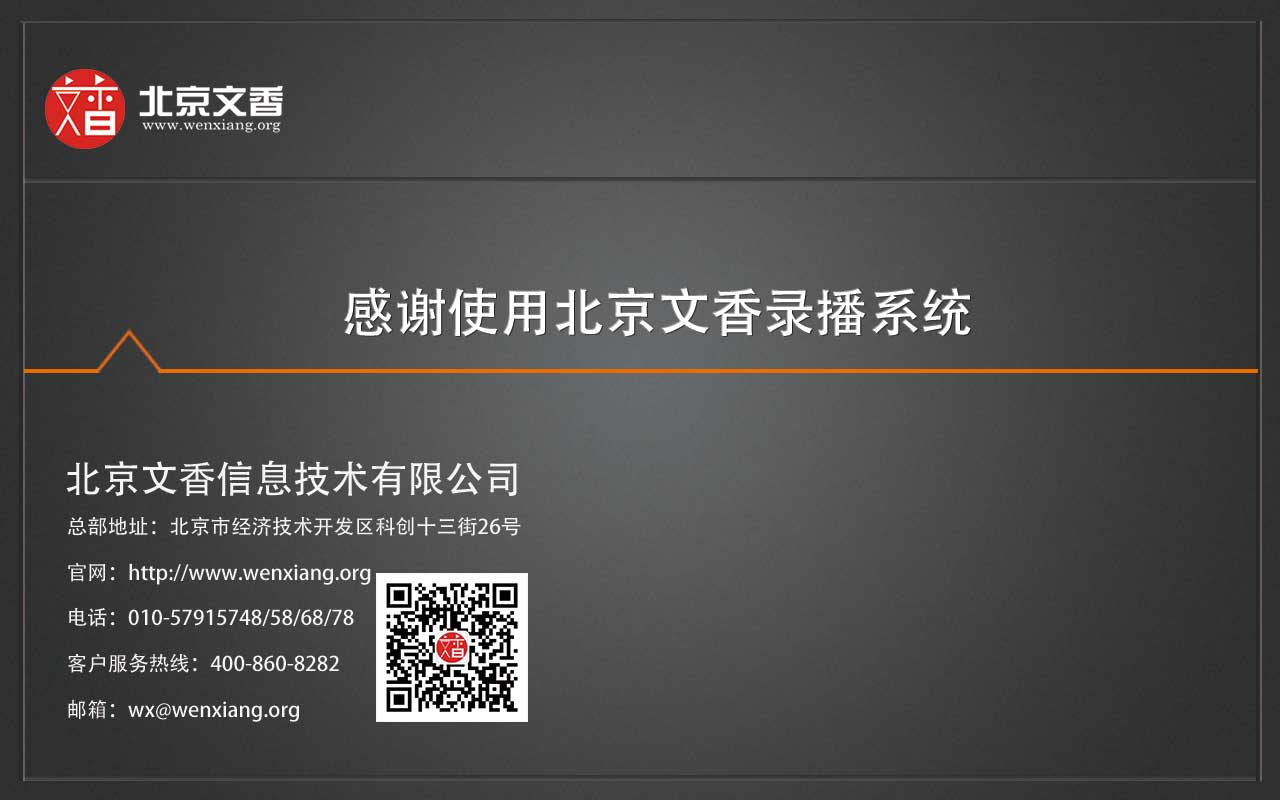 北京文香
www.wenxiang.org
感谢使用北京文香录播系统
北京文香信息技术有限公司
总部地址：北京市经济技术开发区科创十三街26号
官网：http://www.wenxiang.org
电话：010-57915748/58/68/78
客户服务热线：400-860-8282
邮箱：wx@wenxiang.org